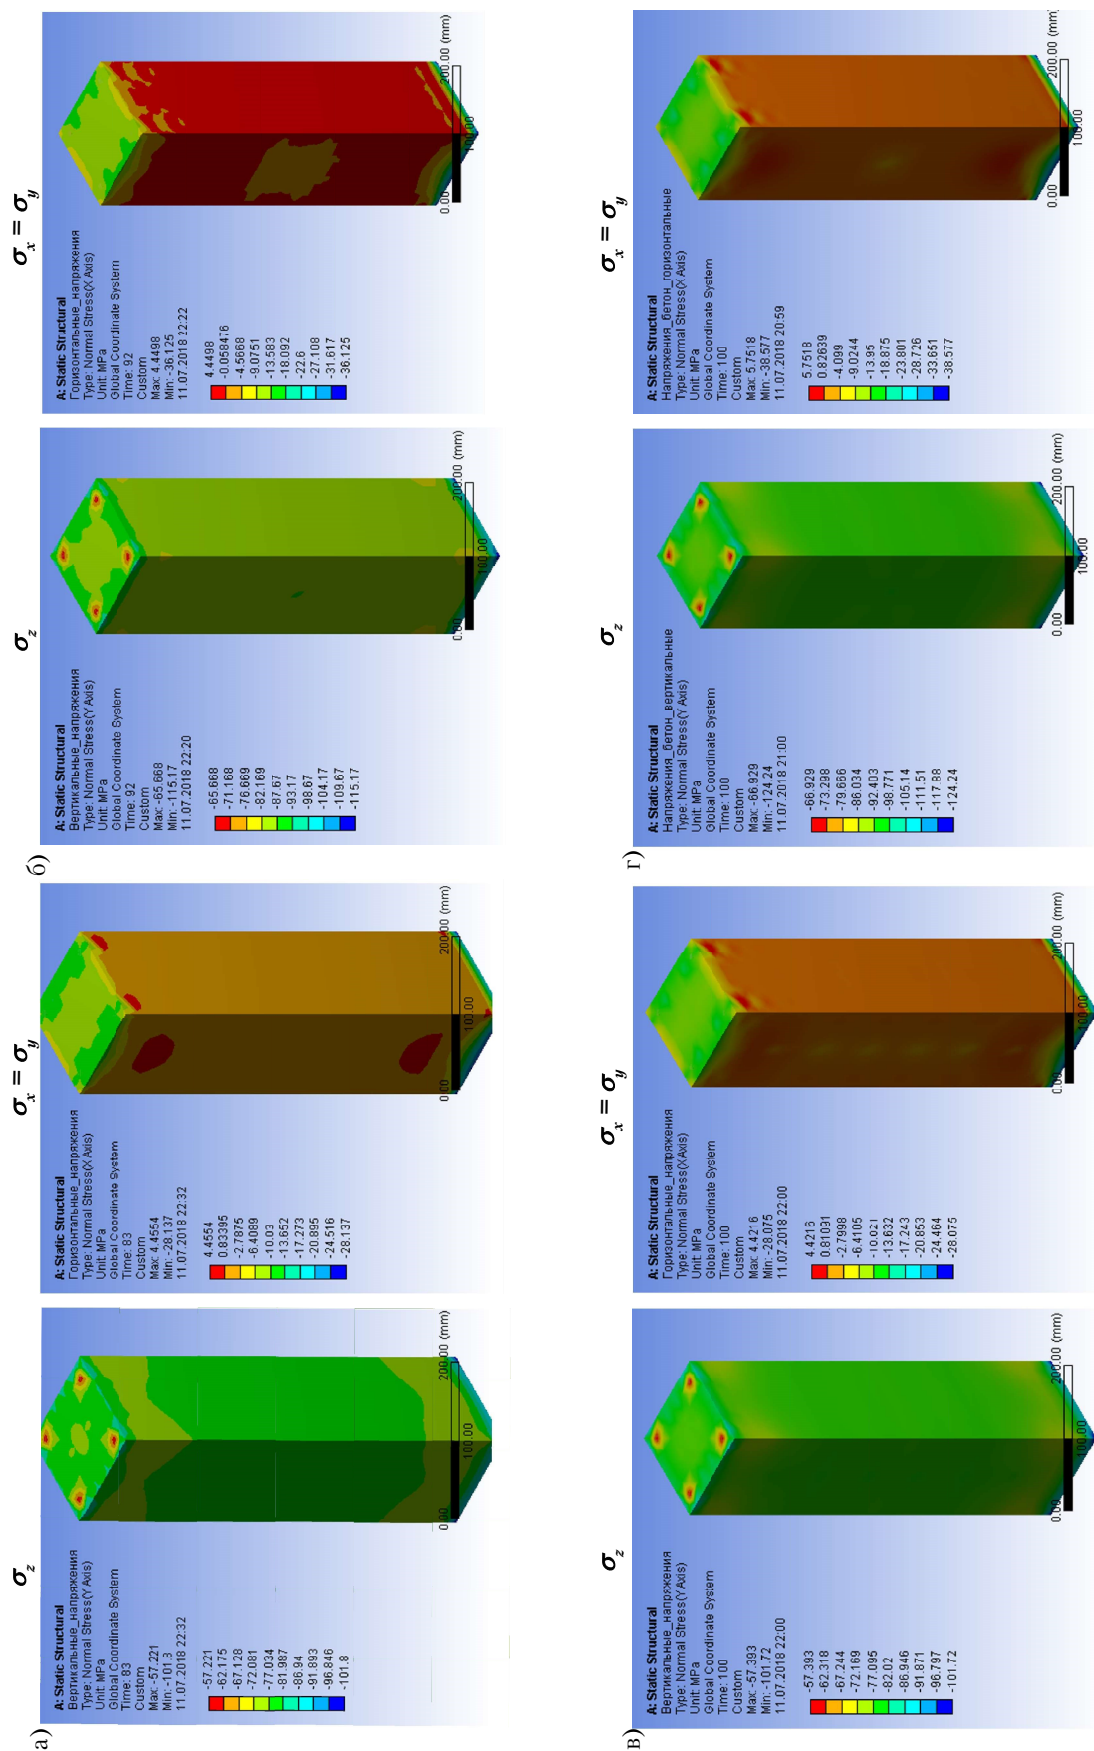 а)
σz
A: Static Structural
Вертикальные_напряжения
Type: Normal Stress(Y Axis)
Unit: MPa
Global Coordinate System
Time: 83
Custom
Max: -57.221
Min: -101.8
11.07.2018 22:32
-57.221
-62.175
-67.128
-72.081
-77.034
-81.987
-86.94
-91.893
-96.846
-101.8
0.00
100.00
200.00 (mm)
σx = σy
A: Static Structural
Горизонтальные_напряжения
Type: Normal Stress(X Axis)
Unit: MPa
Global Coordinate System
Time: 83
Custom
Max: 4.4554
Min: -28.137
11.07.2018 22:32
4.4554
0.83395
-2.7875
-6.4089
-10.03
-13.652
-17.273
-20.895
-24.516
-28.137
0.00
100.00
200.00 (mm)
б)
σz
A: Static Structural
Вертикальные_напряжения
Type: Normal Stress(Y Axis)
Unit: MPa
Global Coordinate System
Time: 92
Custom
Max: -65.668
Min: -115.17
11.07.2018 22:20
-65.668
-71.168
-76.669
-82.169
-87.67
-93.17
-98.67
-104.17
-109.67
-115.17
0.00
100.00
200.00 (mm)
σx = σy
A: Static Structural
Горизонтальные_напряжения
Type: Normal Stress(X Axis)
Unit: MPa
Global Coordinate System
Time: 92
Custom
Max: 4.4498
Min: -36.125
11.07.2018 22:22
4.4498
-0.058476
-4.5668
-9.0751
-13.583
-18.092
-22.6
-27.108
-31.617
-36.125
0.00
100.00
200.00 (mm)
в)
σz
A: Static Structural
Вертикальные_напряжения
Type: Normal Stress(Y Axis)
Unit: MPa
Global Coordinate System
Time: 100
Custom
Max: -57.393
Min: -101.72
11.07.2018 22:00
-57.393
-62.318
-67.244
-72.169
-77.095
-82.02
-86.946
-91.871
-96.797
-101.72
0.00
100.00
200.00 (mm)
σx = σy
A: Static Structural
Горизонтальные_напряжения
Type: Normal Stress(X Axis)
Unit: MPa
Global Coordinate System
Time: 100
Custom
Max: 4.4216
Min: -28.075
11.07.2018 22:00
4.4216
0.81081
-2.7998
-6.4105
-10.021
-13.632
-17.243
-20.853
-24.464
-28.075
0.00
100.00
200.00 (mm)
г)
σz
A: Static Structural
Напряжения_бетон_вертикальные
Type: Normal Stress(Y Axis)
Unit: MPa
Global Coordinate System
Time: 100
Custom
Max: -66.929
Min: -124.24
11.07.2018 21:00
-66.929
-73.298
-79.666
-86.034
-92.403
-98.771
-105.14
-111.51
-117.88
-124.24
0.00
100.00
200.00 (mm)
σx = σy
A: Static Structural
Напряжения_бетон_горизонтальные
Type: Normal Stress(X Axis)
Unit: MPa
Global Coordinate System
Time: 100
Custom
Max: 5.7518
Min: -38.577
11.07.2018 20:59
5.7518
0.82639
-4.099
-9.0244
-13.95
-18.875
-23.801
-28.726
-33.651
-38.577
0.00
100.00
200.00 (mm)